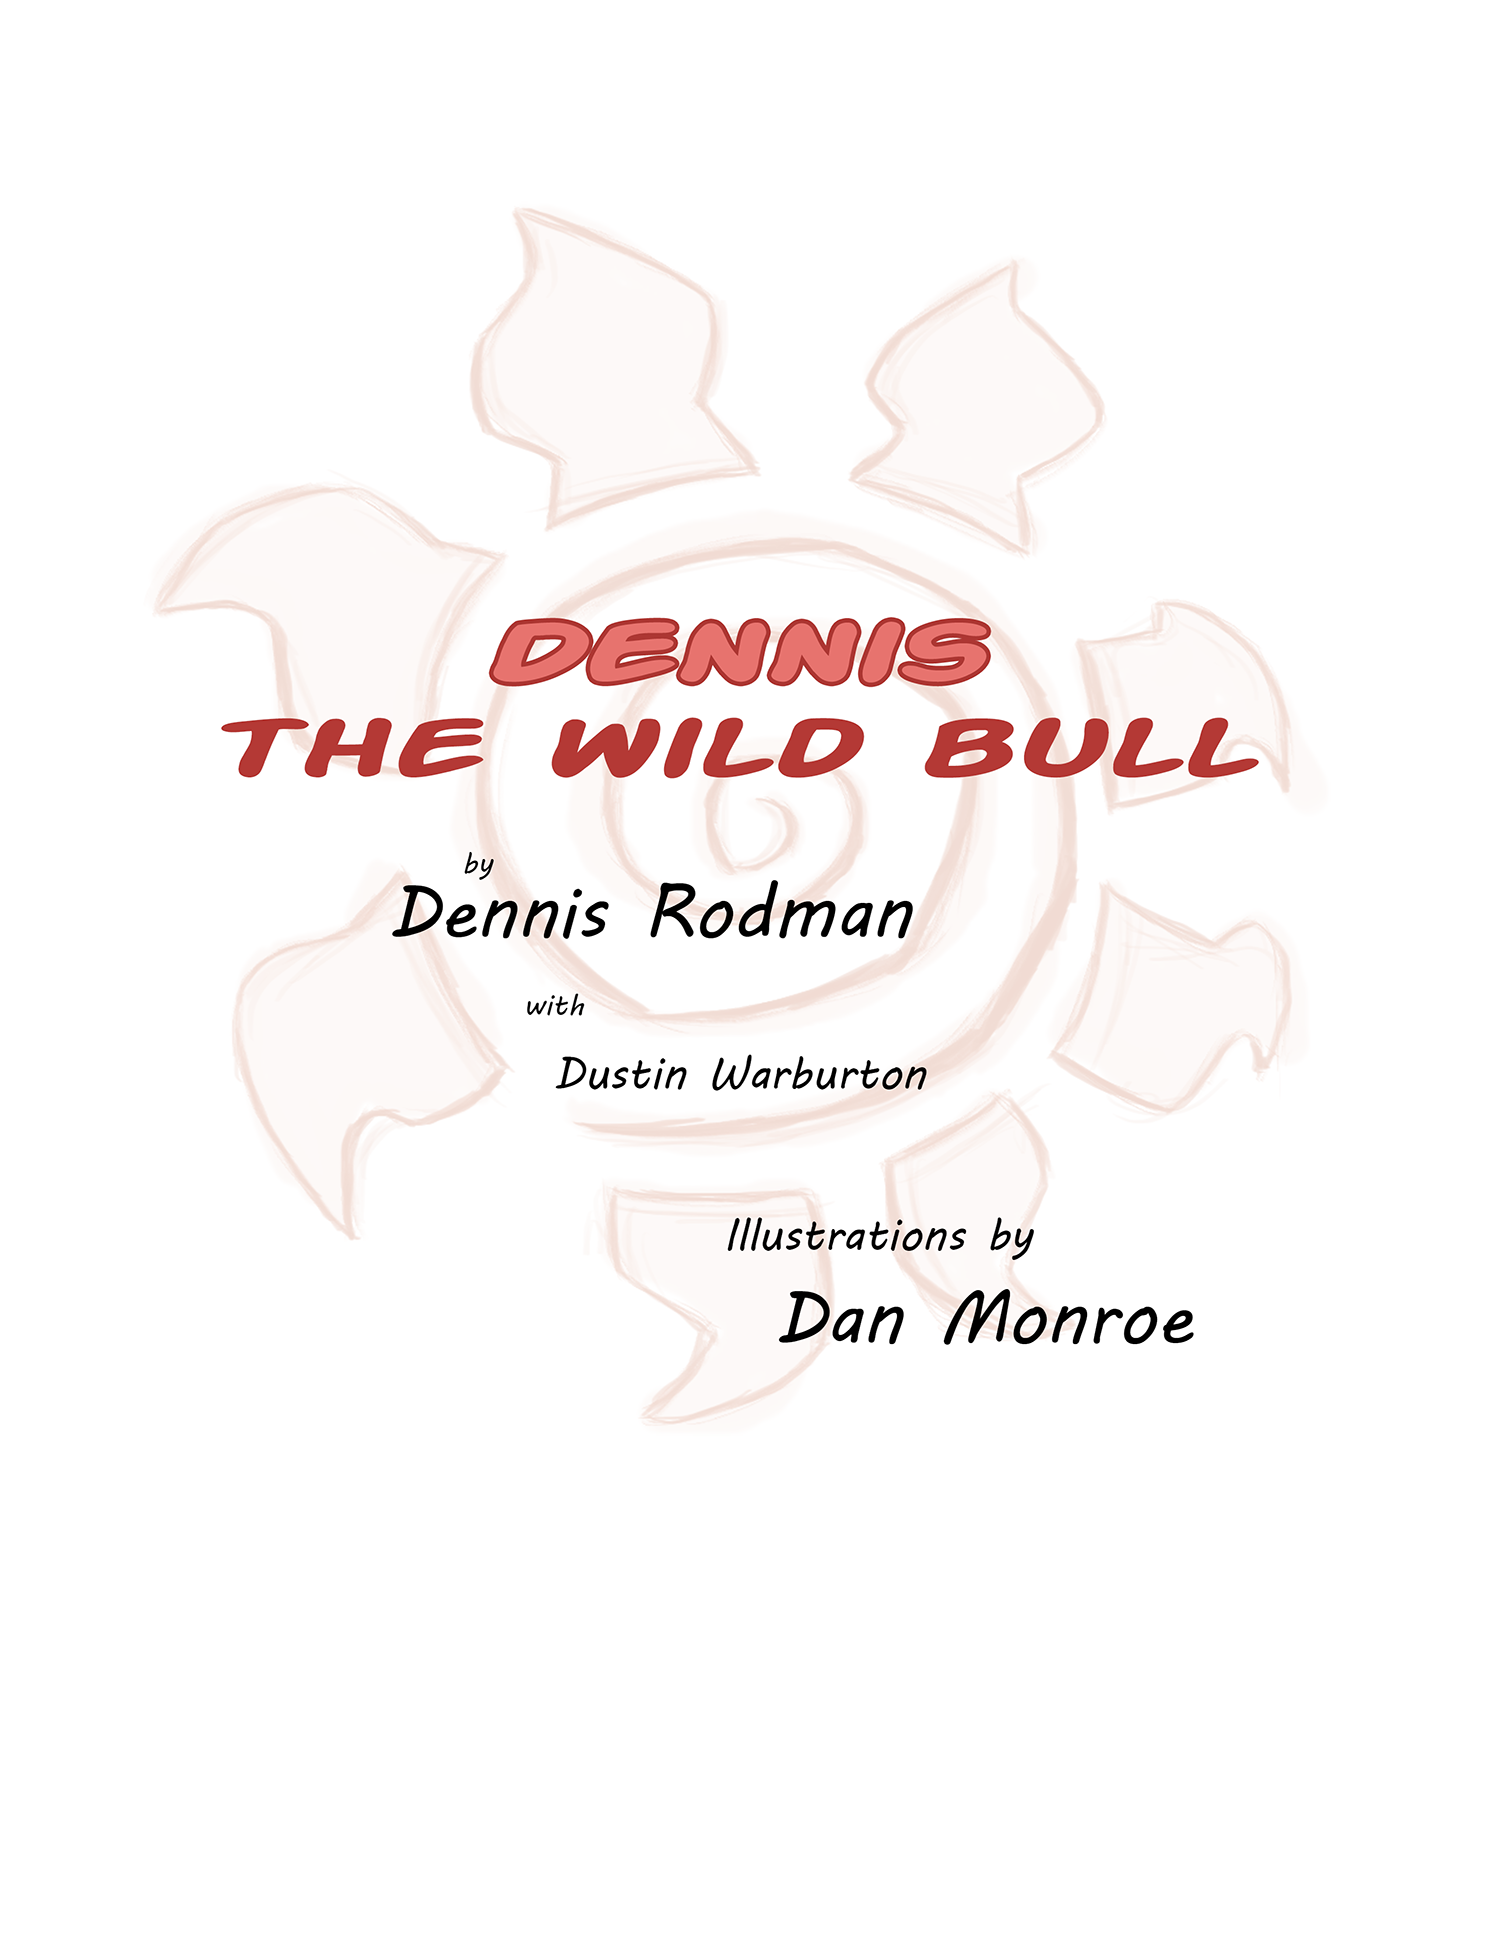 DENNIS
THE WILD BULL
by
Dennis Rodman
with
Dustin Warburton
Illustrations by
Dan Monroe